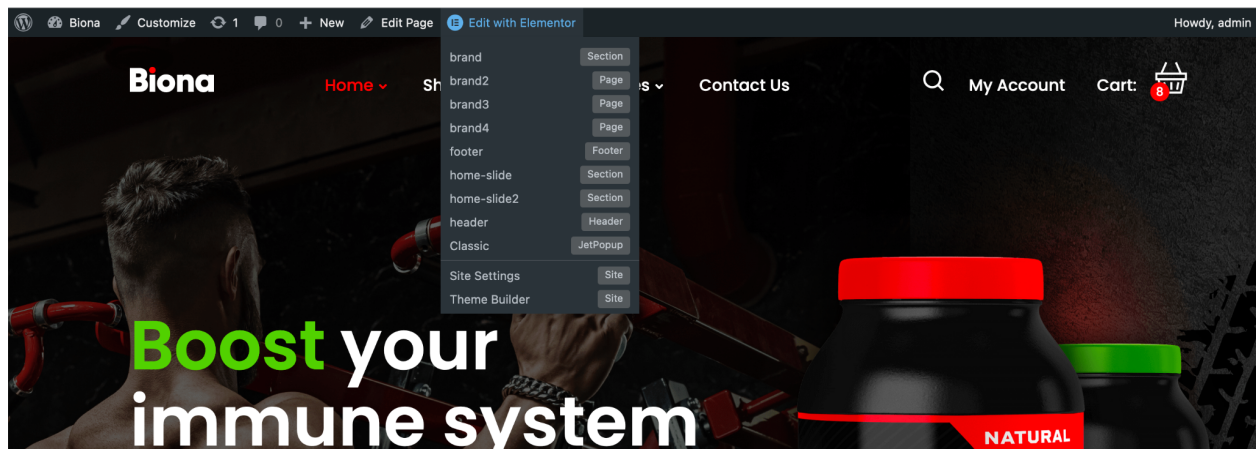 Biona Customize 1 0 New Edit Page Edit with Elementor Howdy, admin
Biona Home Sh s Contact Us My Account Cart: 8
brand Section
brand2 Page
brand3 Page
brand4 Page
footer Footer
home-slide Section
home-slide2 Section
header Header
Classic JetPopup
Site Settings Site
Theme Builder Site
Boost your
immune system
NATURAL